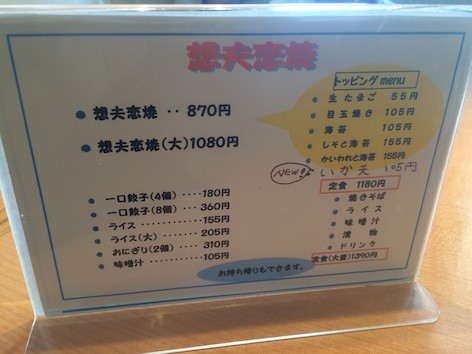 想夫恋焼
想夫恋焼‥870円
想夫恋焼(大)1080円
一口餃子(4個)‥‥180円
一口餃子(8個)‥‥360円
ライス‥‥‥‥‥155円
ライス(大)‥‥‥205円
おにぎり(2個)‥‥310円
味噌汁‥‥‥‥‥105円
トッピング menu
生たまご 55円
目玉焼き 105円
海苔 105円
しそと海苔 155円
かいわれと海苔 155円
NEW!! いか天 105円
定食 1180円
焼きそば
ライス
味噌汁
漬物
ドリンク
定食(大盛)1390円
お持ち帰りもできます。